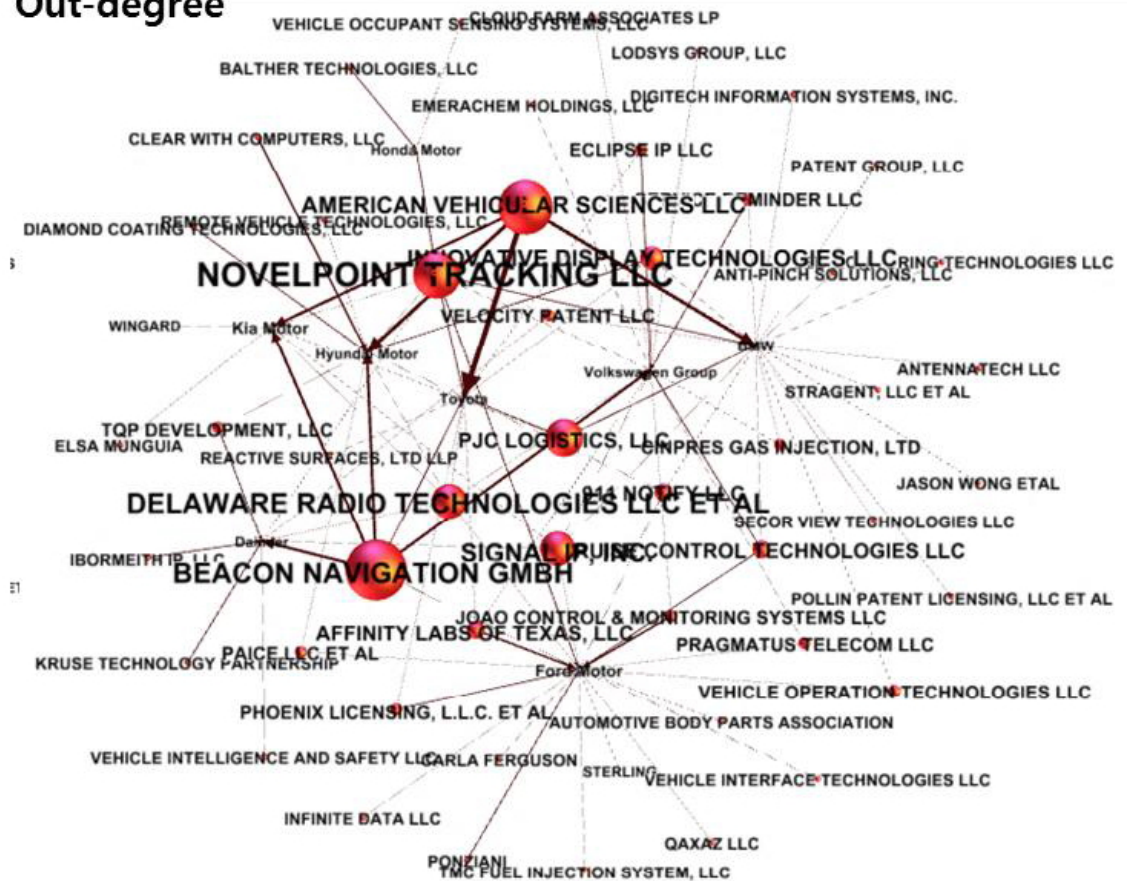 Out-degree
CLOUD FARM ASSOCIATES LP
VEHICLE OCCUPANT SENSING SYSTEMS, LLC
LODSYS GROUP, LLC
BALTHER TECHNOLOGIES, LLC
DIGITECH INFORMATION SYSTEMS, INC.
EMERACHEM HOLDINGS, LLC
CLEAR WITH COMPUTERS, LLC
Honda Motor
ECLIPSE IP LLC
PATENT GROUP, LLC
MINDER LLC
AMERICAN VEHICULAR SCIENCES LLC
REMOTE VEHICLE TECHNOLOGIES, LLC
DIAMOND COATING TECHNOLOGIES, LLC
INNOVATIVE DISPLAY TECHNOLOGIES LLC
RING TECHNOLOGIES LLC
NOVELPOINT TRACKING LLC
ANTI-PINCH SOLUTIONS, LLC
VELOCITY PATENT LLC
WINGARD
Kia Motor
BMW
Hyundai Motor
Volkswagen Group
ANTENNATECH LLC
STRAGENT, LLC ET AL
Toyota
TQP DEVELOPMENT, LLC
PJC LOGISTICS, LLC
ELSA MUNGUIA
CINPRES GAS INJECTION, LTD
REACTIVE SURFACES, LTD LLP
JASON WONG ETAL
911 NOTIFY LLC
DELAWARE RADIO TECHNOLOGIES LLC ET AL
SECOR VIEW TECHNOLOGIES LLC
Daimler
SIGNAL IP, INC.
CRUISE CONTROL TECHNOLOGIES LLC
IBORMEITH IP, LLC
BEACON NAVIGATION GMBH
POLLIN PATENT LICENSING, LLC ET AL
JOAO CONTROL & MONITORING SYSTEMS LLC
AFFINITY LABS OF TEXAS, LLC
PRAGMATUS TELECOM LLC
PAICE LLC ET AL
KRUSE TECHNOLOGY PARTNERSHIP
Ford Motor
VEHICLE OPERATION TECHNOLOGIES LLC
PHOENIX LICENSING, L.L.C. ET AL
AUTOMOTIVE BODY PARTS ASSOCIATION
VEHICLE INTELLIGENCE AND SAFETY LLC
CARLA FERGUSON
STERLING
VEHICLE INTERFACE TECHNOLOGIES LLC
INFINITE DATA LLC
QAXAZ LLC
PONZIANI
TMC FUEL INJECTION SYSTEM, LLC